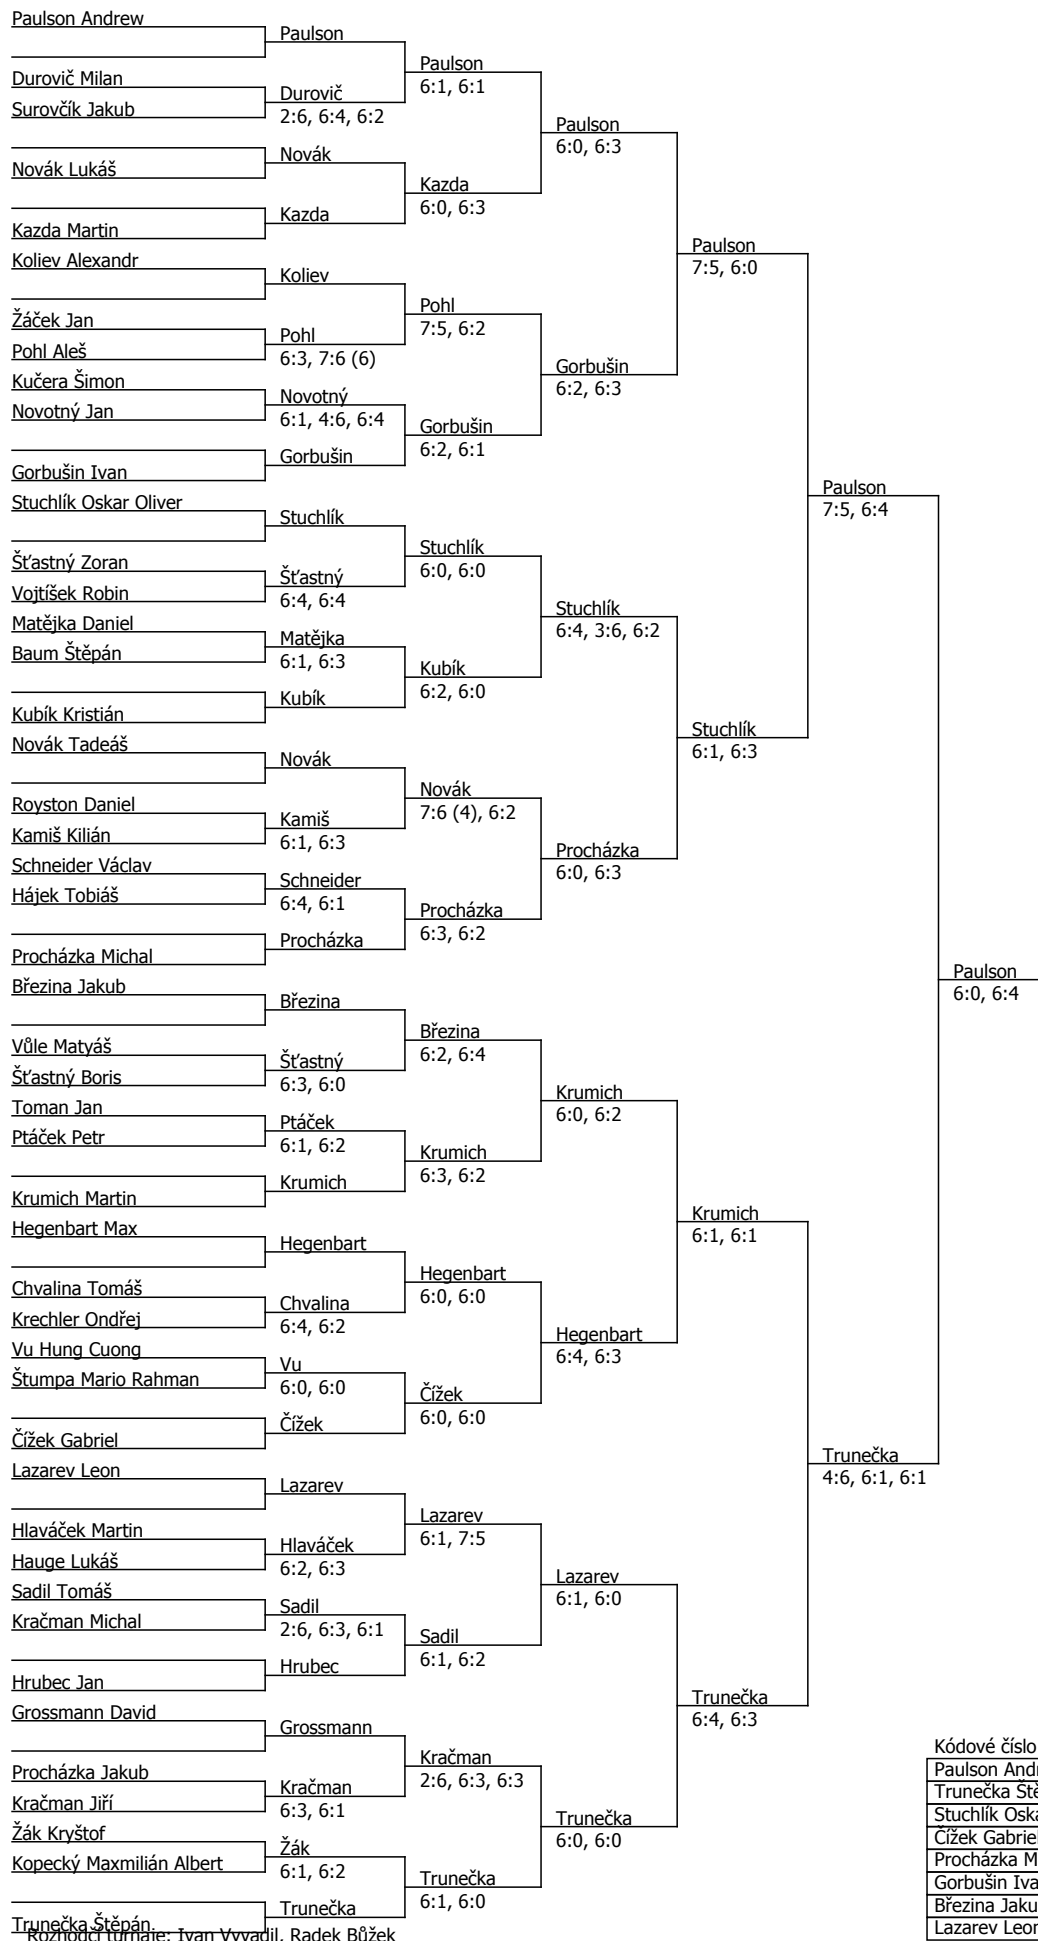 Paulson Andrew
Paulson
Paulson
6:1, 6:1
Durovič Milan
Durovič
2:6, 6:4, 6:2
Surovčík Jakub
Paulson
6:0, 6:3
Novák
Novák Lukáš
Kazda
6:0, 6:3
Kazda
Kazda Martin
Paulson
7:5, 6:0
Koliev Alexandr
Koliev
Pohl
7:5, 6:2
Žáček Jan
Pohl
6:3, 7:6 (6)
Pohl Aleš
Gorbušin
6:2, 6:3
Kučera Šimon
Novotný
6:1, 4:6, 6:4
Novotný Jan
Gorbušin
6:2, 6:1
Gorbušin
Gorbušin Ivan
Paulson
7:5, 6:4
Stuchlík Oskar Oliver
Stuchlík
Stuchlík
6:0, 6:0
Šťastný Zoran
Šťastný
6:4, 6:4
Vojtíšek Robin
Stuchlík
6:4, 3:6, 6:2
Matějka Daniel
Matějka
6:1, 6:3
Baum Štěpán
Kubík
6:2, 6:0
Kubík
Kubík Kristián
Stuchlík
6:1, 6:3
Novák Tadeáš
Novák
Novák
7:6 (4), 6:2
Royston Daniel
Kamiš
6:1, 6:3
Kamiš Kilián
Procházka
6:0, 6:3
Schneider Václav
Schneider
6:4, 6:1
Hájek Tobiáš
Procházka
6:3, 6:2
Procházka
Procházka Michal
Paulson
6:0, 6:4
Březina Jakub
Březina
Březina
6:2, 6:4
Vůle Matyáš
Šťastný
6:3, 6:0
Šťastný Boris
Krumich
6:0, 6:2
Toman Jan
Ptáček
6:1, 6:2
Ptáček Petr
Krumich
6:3, 6:2
Krumich
Krumich Martin
Krumich
6:1, 6:1
Hegenbart Max
Hegenbart
Hegenbart
6:0, 6:0
Chvalina Tomáš
Chvalina
6:4, 6:2
Krechler Ondřej
Hegenbart
6:4, 6:3
Vu Hung Cuong
Vu
6:0, 6:0
Štumpa Mario Rahman
Čížek
6:0, 6:0
Čížek
Čížek Gabriel
Trunečka
4:6, 6:1, 6:1
Lazarev Leon
Lazarev
Lazarev
6:1, 7:5
Hlaváček Martin
Hlaváček
6:2, 6:3
Hauge Lukáš
Lazarev
6:1, 6:0
Sadil Tomáš
Sadil
2:6, 6:3, 6:1
Kračman Michal
Sadil
6:1, 6:2
Hrubec
Hrubec Jan
Trunečka
6:4, 6:3
Grossmann David
Grossmann
Kračman
2:6, 6:3, 6:3
Procházka Jakub
Kračman
6:3, 6:1
Kračman Jiří
Trunečka
6:0, 6:0
Žák Kryštof
Žák
6:1, 6:2
Kopecký Maxmilián Albert
Trunečka
6:1, 6:0
Trunečka
Trunečka Štěpán
Rozhodčí turnaje: Ivan Vyvadil, Radek Bůžek
Kódové číslo
Paulson Andr
Trunečka Ště
Stuchlík Oska
Čížek Gabriel
Procházka M
Gorbušin Iva
Březina Jaku
Lazarev Leon